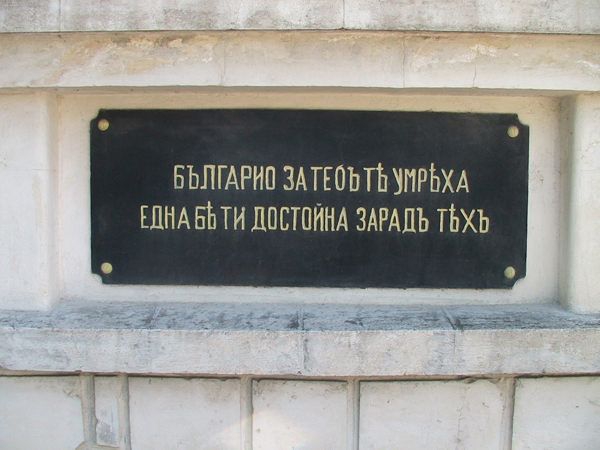 БЪЛГАРИО ЗА ТЕБЪ ТѢ УМРѢХА
ЕДНА БѢ ТИ ДОСТОЙНА ЗАРАДЪ ТѢХЪ